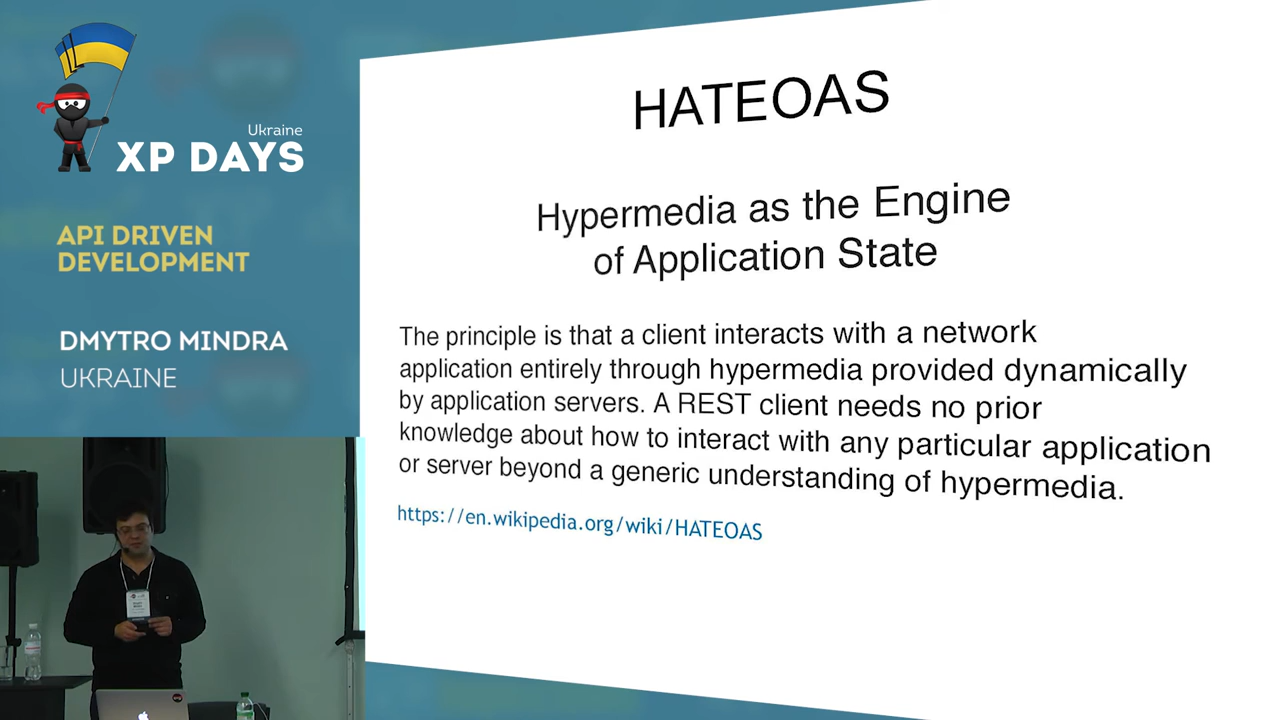 Ukraine
XP DAYS
API DRIVEN
DEVELOPMENT
DMYTRO MINDRA
UKRAINE
HATEOAS
Hypermedia as the Engine
of Application State
The principle is that a client interacts with a network
application entirely through hypermedia provided dynamically
by application servers. A REST client needs no prior
knowledge about how to interact with any particular application
or server beyond a generic understanding of hypermedia.
https://en.wikipedia.org/wiki/HATEOAS